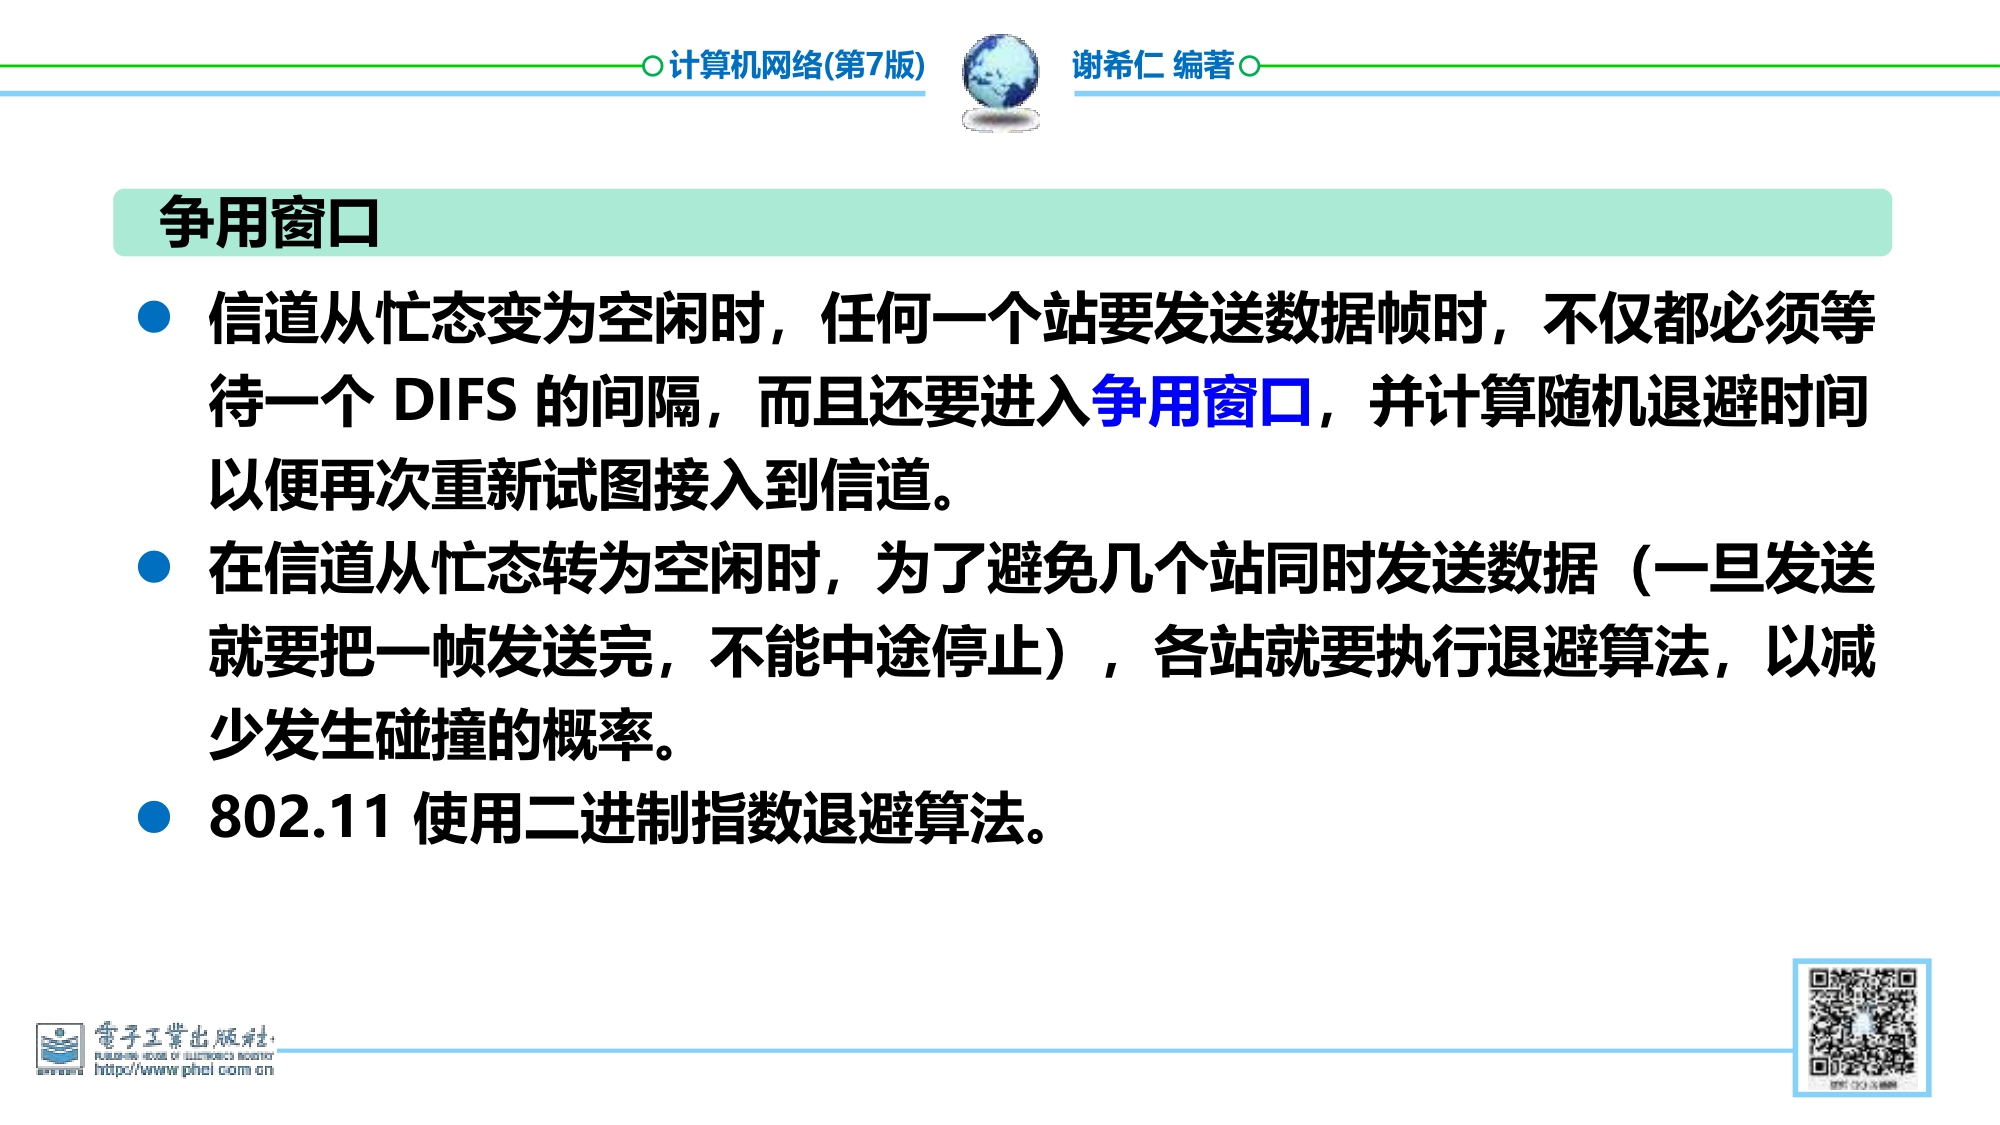 计算机网络(第7版)
谢希仁 编著
争用窗口
信道从忙态变为空闲时，任何一个站要发送数据帧时，不仅都必须等
待一个 DIFS 的间隔，而且还要进入争用窗口，并计算随机退避时间
以便再次重新试图接入到信道。
在信道从忙态转为空闲时，为了避免几个站同时发送数据（一旦发送
就要把一帧发送完，不能中途停止），各站就要执行退避算法，以减
少发生碰撞的概率。
802.11 使用二进制指数退避算法。
電子工業出版社
PUBLISHING HOUSE OF ELECTRONICS INDUSTRY
http://www.phei.com.cn